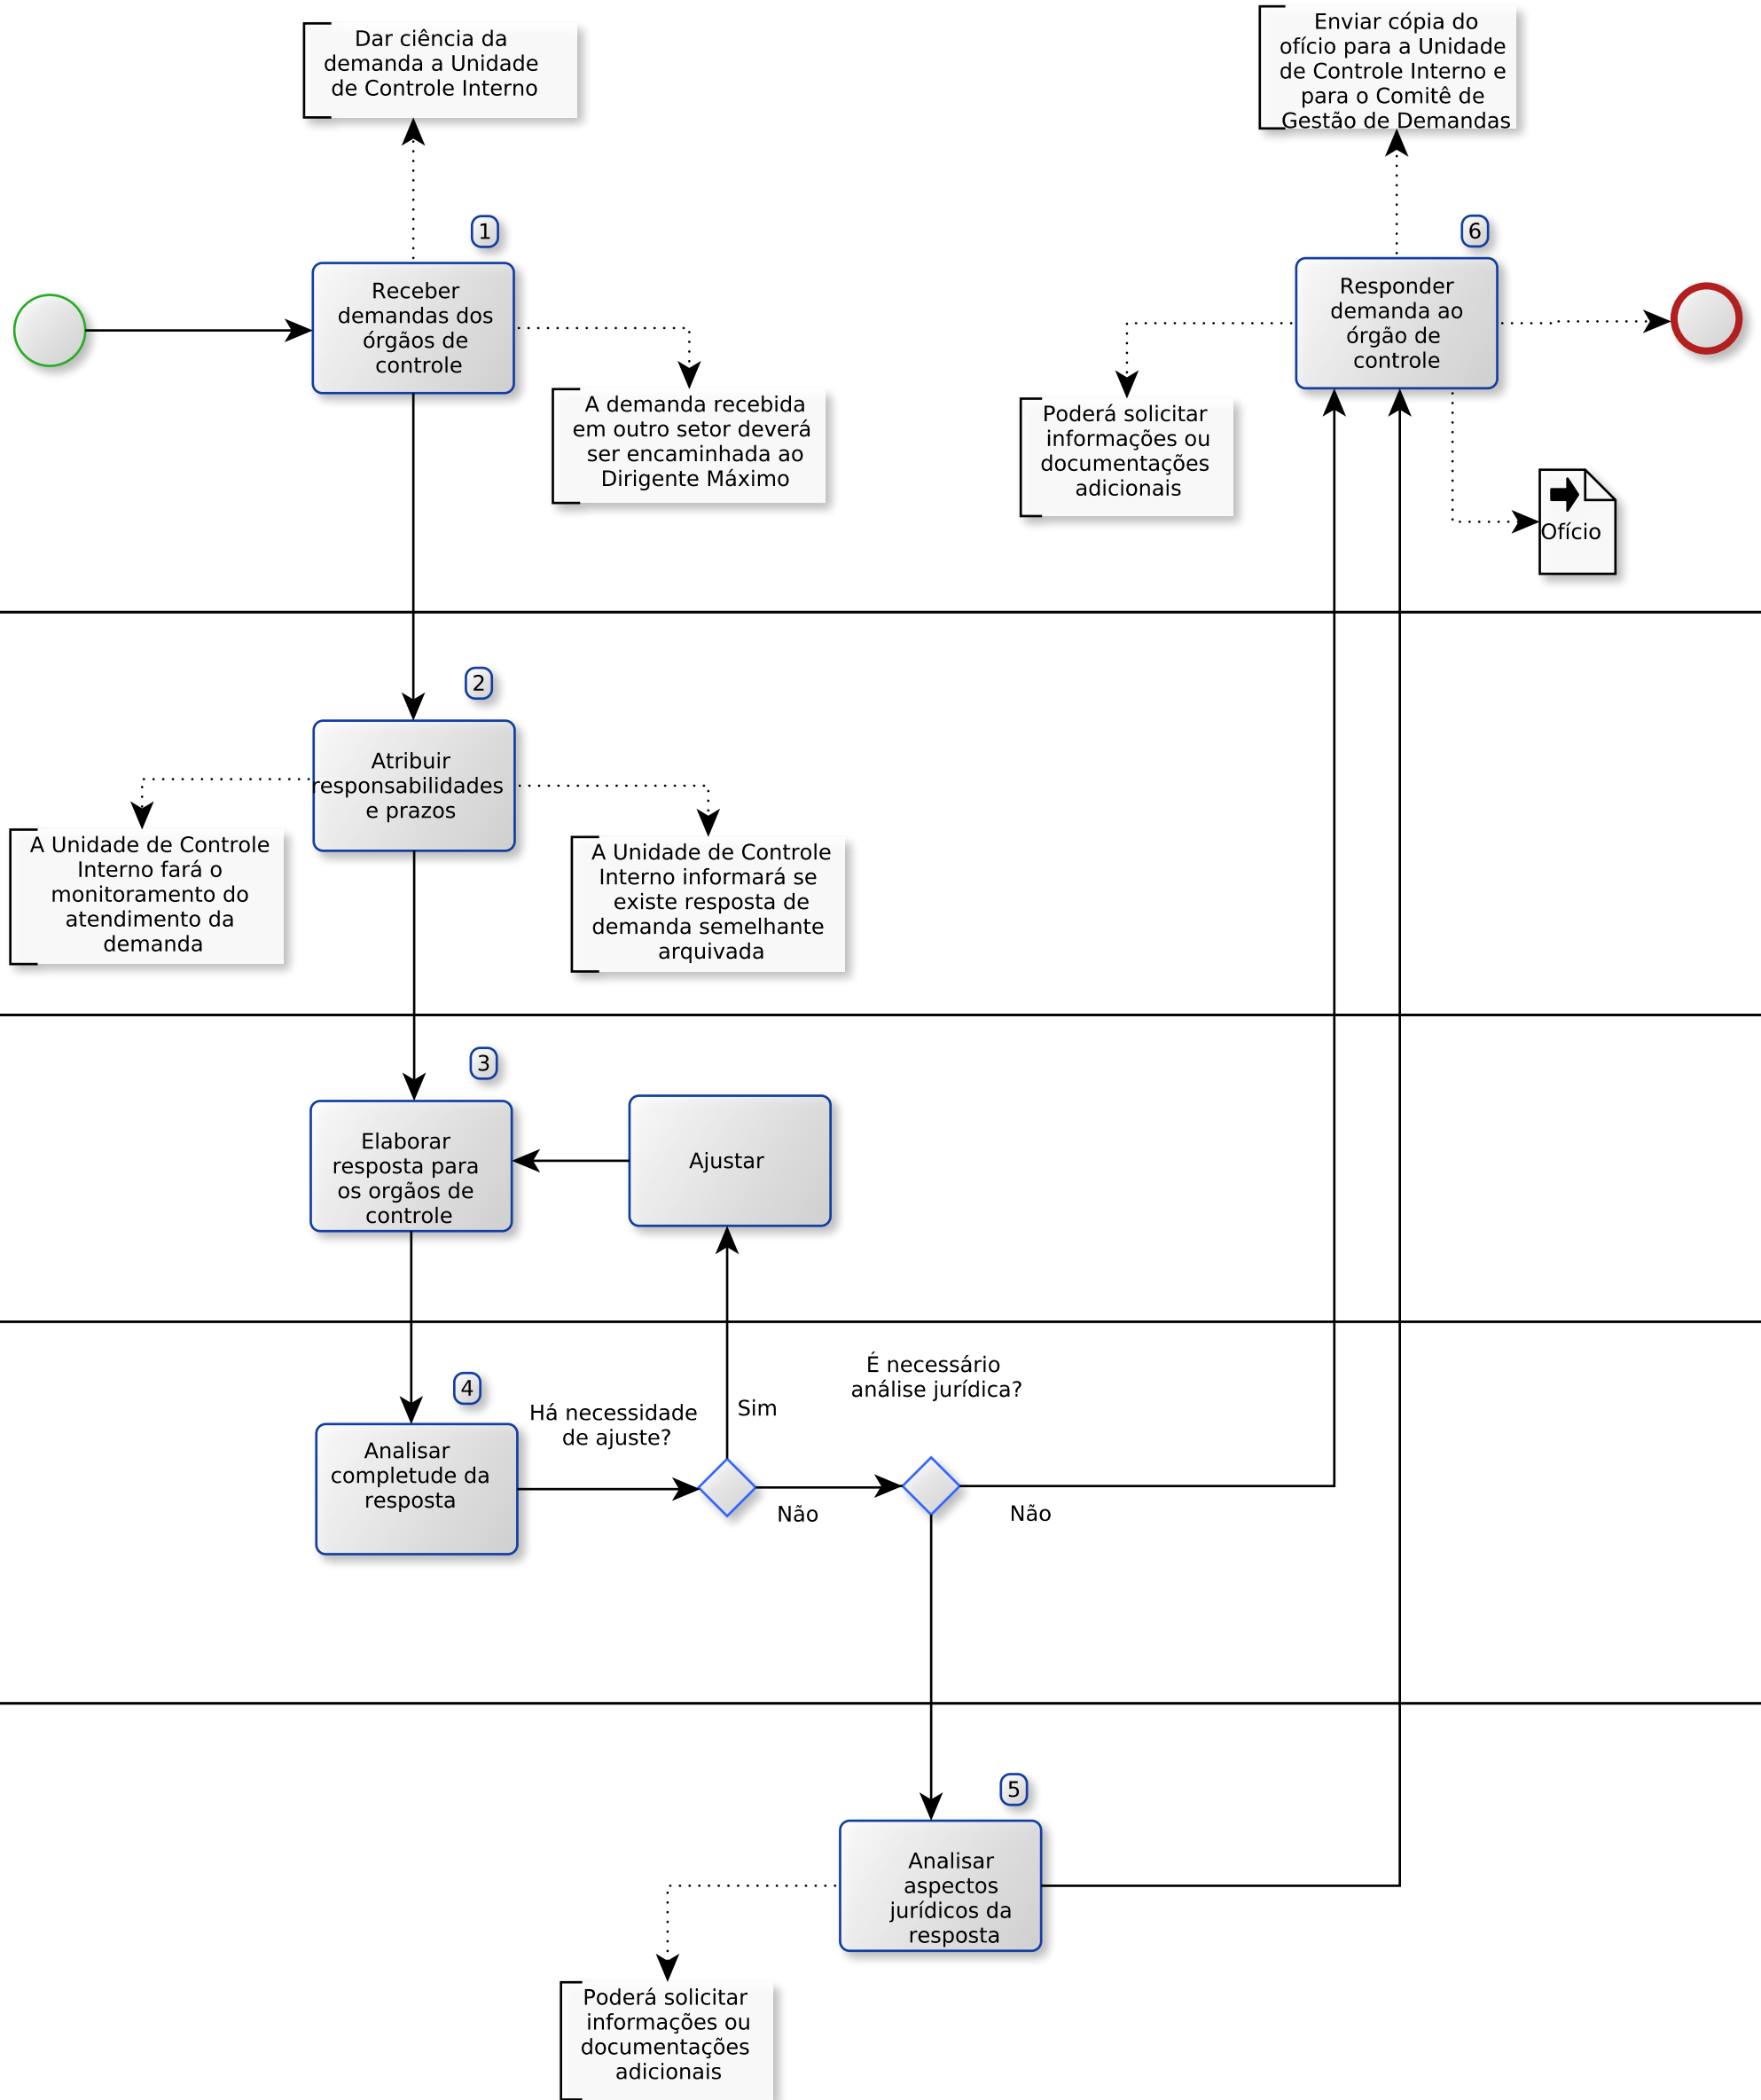 Dar ciência da
demanda a Unidade
de Controle Interno
Enviar cópia do
ofício para a Unidade
de Controle Interno e
para o Comitê de
Gestão de Demandas
1
Receber
demandas dos
órgãos de
controle
6
Responder
demanda ao
órgão de
controle
A demanda recebida
em outro setor deverá
ser encaminhada ao
Dirigente Máximo
Poderá solicitar
informações ou
documentações
adicionais
Ofício
2
Atribuir
responsabilidades
e prazos
A Unidade de Controle
Interno fará o
monitoramento do
atendimento da
demanda
A Unidade de Controle
Interno informará se
existe resposta de
demanda semelhante
arquivada
3
Elaborar
resposta para
os orgãos de
controle
Ajustar
4
Analisar
completude da
resposta
Há necessidade
de ajuste?
Sim
Não
É necessário
análise jurídica?
Não
5
Analisar
aspectos
jurídicos da
resposta
Poderá solicitar
informações ou
documentações
adicionais